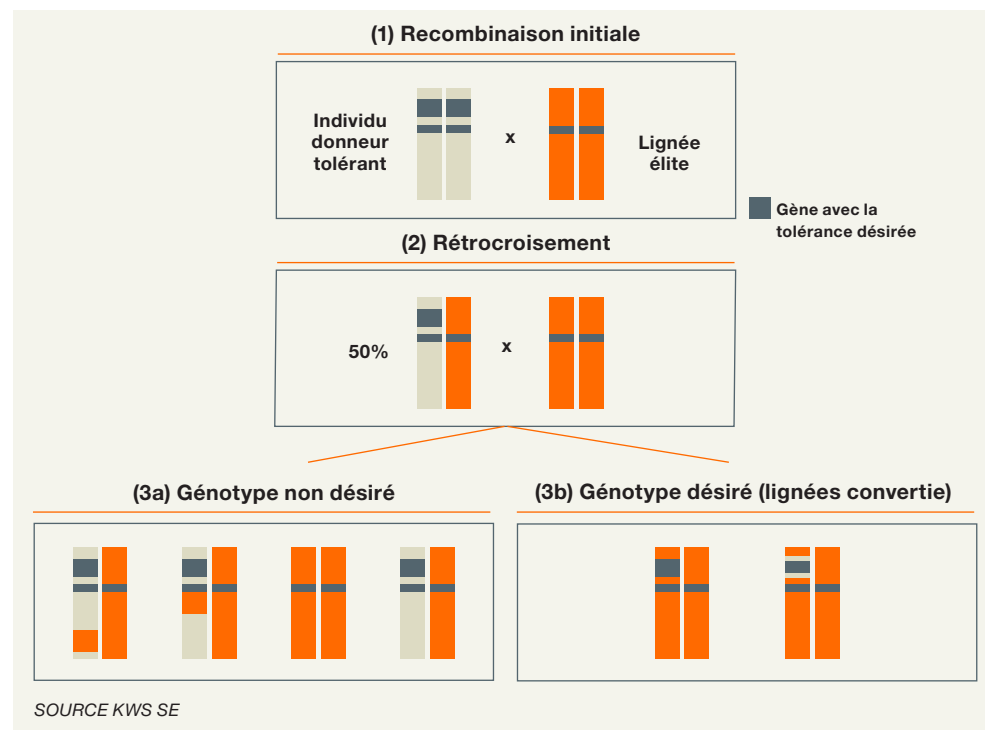 (1) Recombinaison initiale
Individu
donneur
tolérant
x
Lignée
élite
Gène avec la
tolérance désirée
(2) Rétrocroisement
50%
x
(3a) Génotype non désiré
(3b) Génotype désiré (lignées convertie)
SOURCE KWS SE